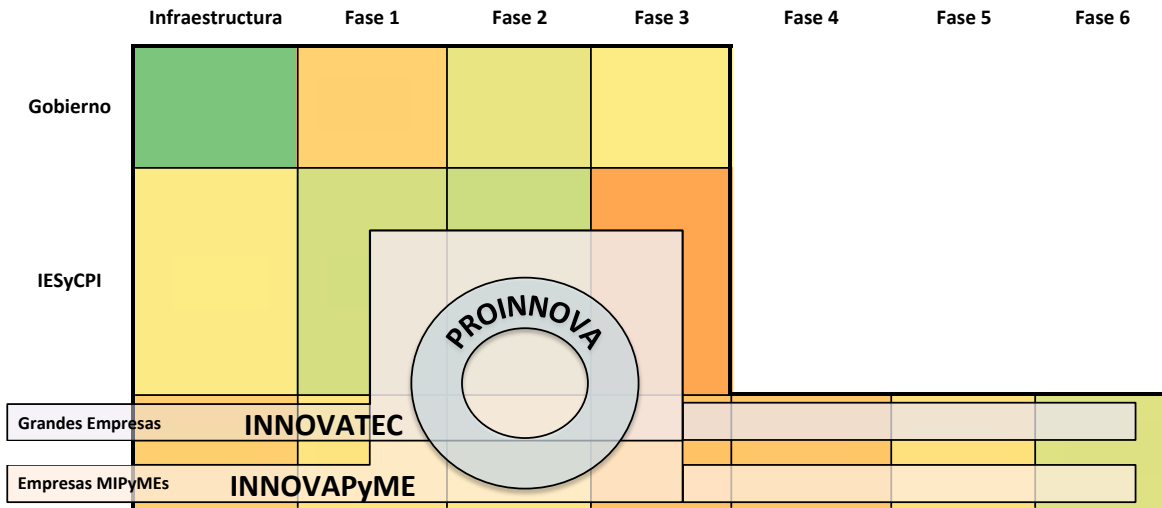 Infraestructura Fase 1 Fase 2 Fase 3 Fase 4 Fase 5 Fase 6
Gobierno
IESyCPI
PROINNOVA
Grandes Empresas INNOVATEC
Empresas MIPyMEs INNOVAPyME